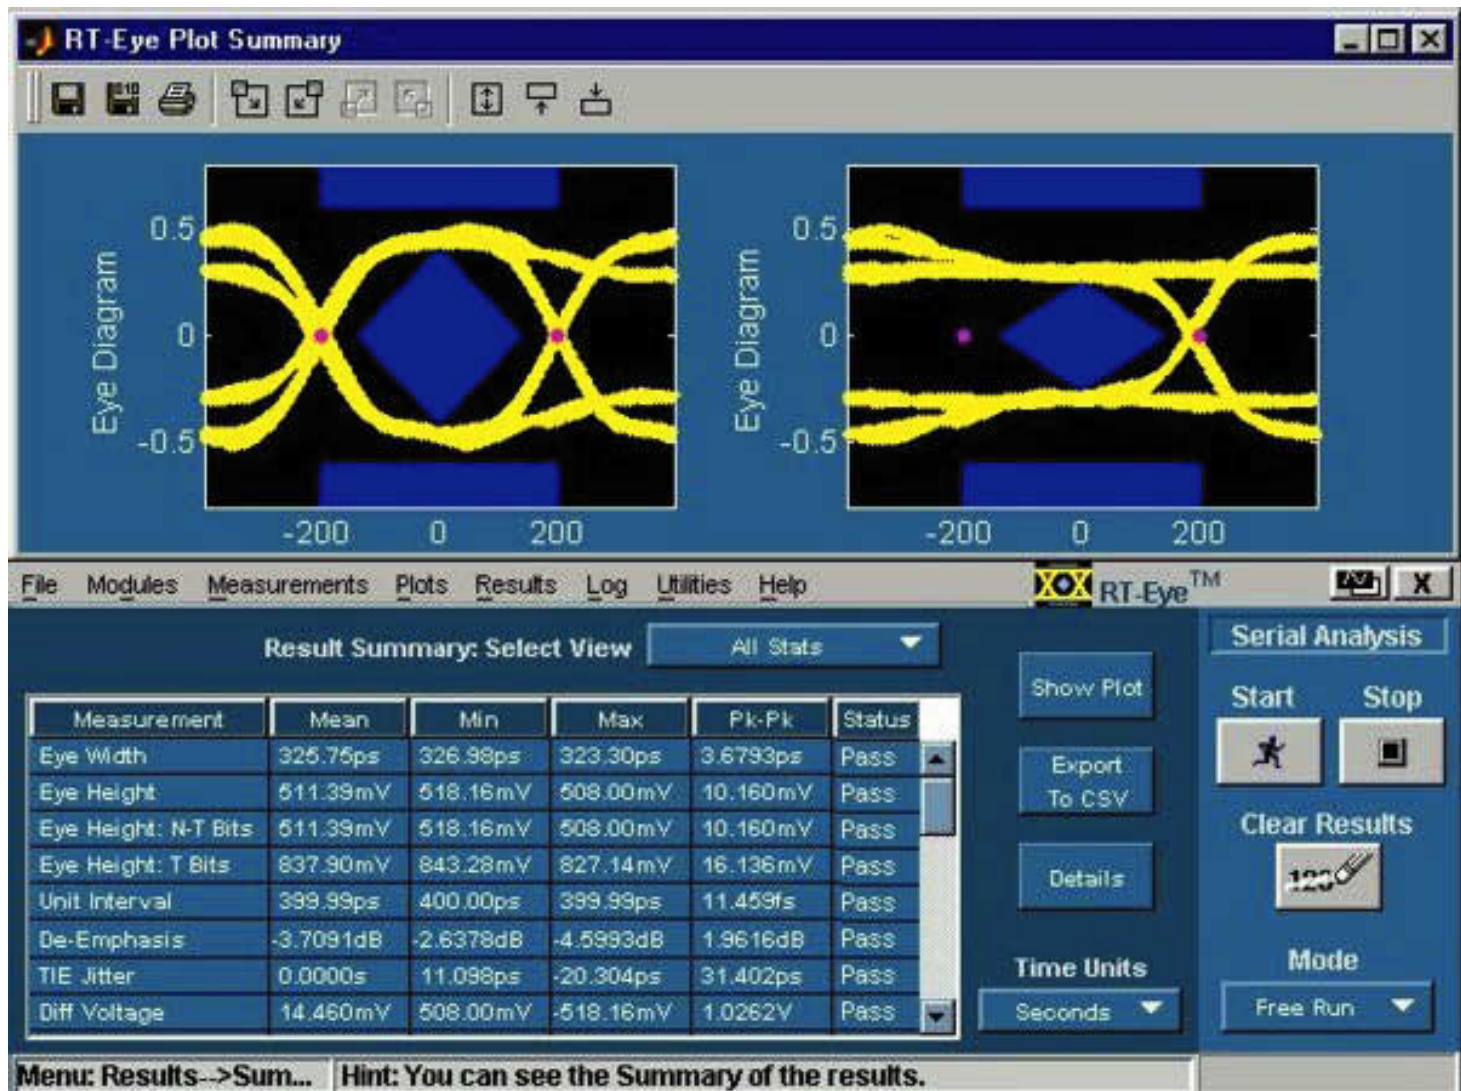 RT-Eye Plot Summary
Eye Diagram
0.5
0
-0.5
-200 0 200
Eye Diagram
0.5
0
-0.5
-200 0 200
File Modules Measurements Plots Results Log Utilities Help
RT-Eye™
Result Summary: Select View All Stats
Measurement Mean Min Max Pk-Pk Status
Eye Width 325.75ps 326.98ps 323.30ps 3.6793ps Pass
Eye Height 511.39mV 518.16mV 508.00mV 10.160mV Pass
Eye Height: N-T Bits 511.39mV 518.16mV 508.00mV 10.160mV Pass
Eye Height: T Bits 837.90mV 843.28mV 827.14mV 16.136mV Pass
Unit Interval 399.99ps 400.00ps 399.99ps 11.459fs Pass
De-Emphasis -3.7091dB -2.6378dB -4.5993dB 1.9616dB Pass
TIE Jitter 0.0000s 11.098ps -20.304ps 31.402ps Pass
Diff Voltage 14.460mV 508.00mV -518.16mV 1.0262V Pass
Show Plot
Export
To CSV
Details
Time Units
Seconds
Serial Analysis
Start Stop
Clear Results
123
Mode
Free Run
Menu: Results-->Sum... Hint: You can see the Summary of the results.